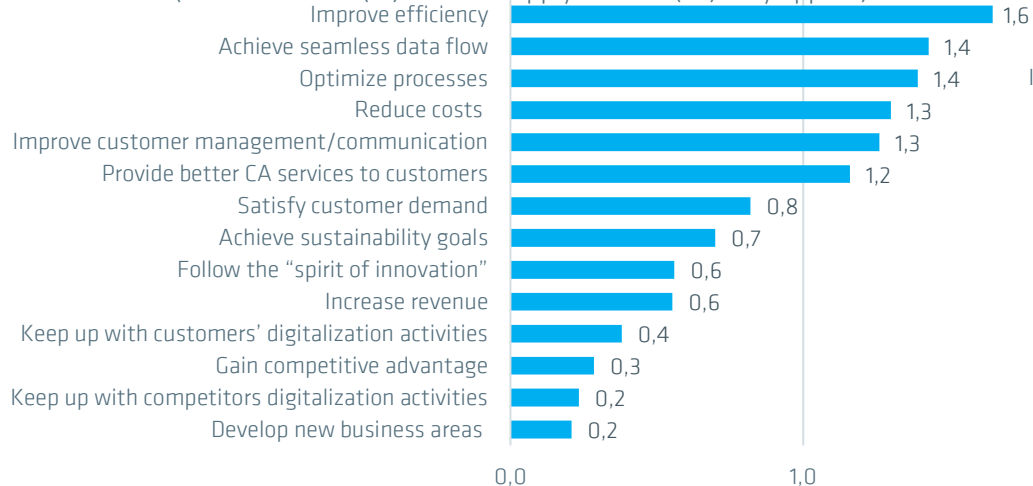 Improve efficiency 1,6
Achieve seamless data flow 1,4
Optimize processes 1,4
Reduce costs 1,3
Improve customer management/communication 1,3
Provide better CA services to customers 1,2
Satisfy customer demand 0,8
Achieve sustainability goals 0,7
Follow the “spirit of innovation” 0,6
Increase revenue 0,6
Keep up with customers’ digitalization activities 0,4
Gain competitive advantage 0,3
Keep up with competitors digitalization activities 0,2
Develop new business areas 0,2
0,0 1,0